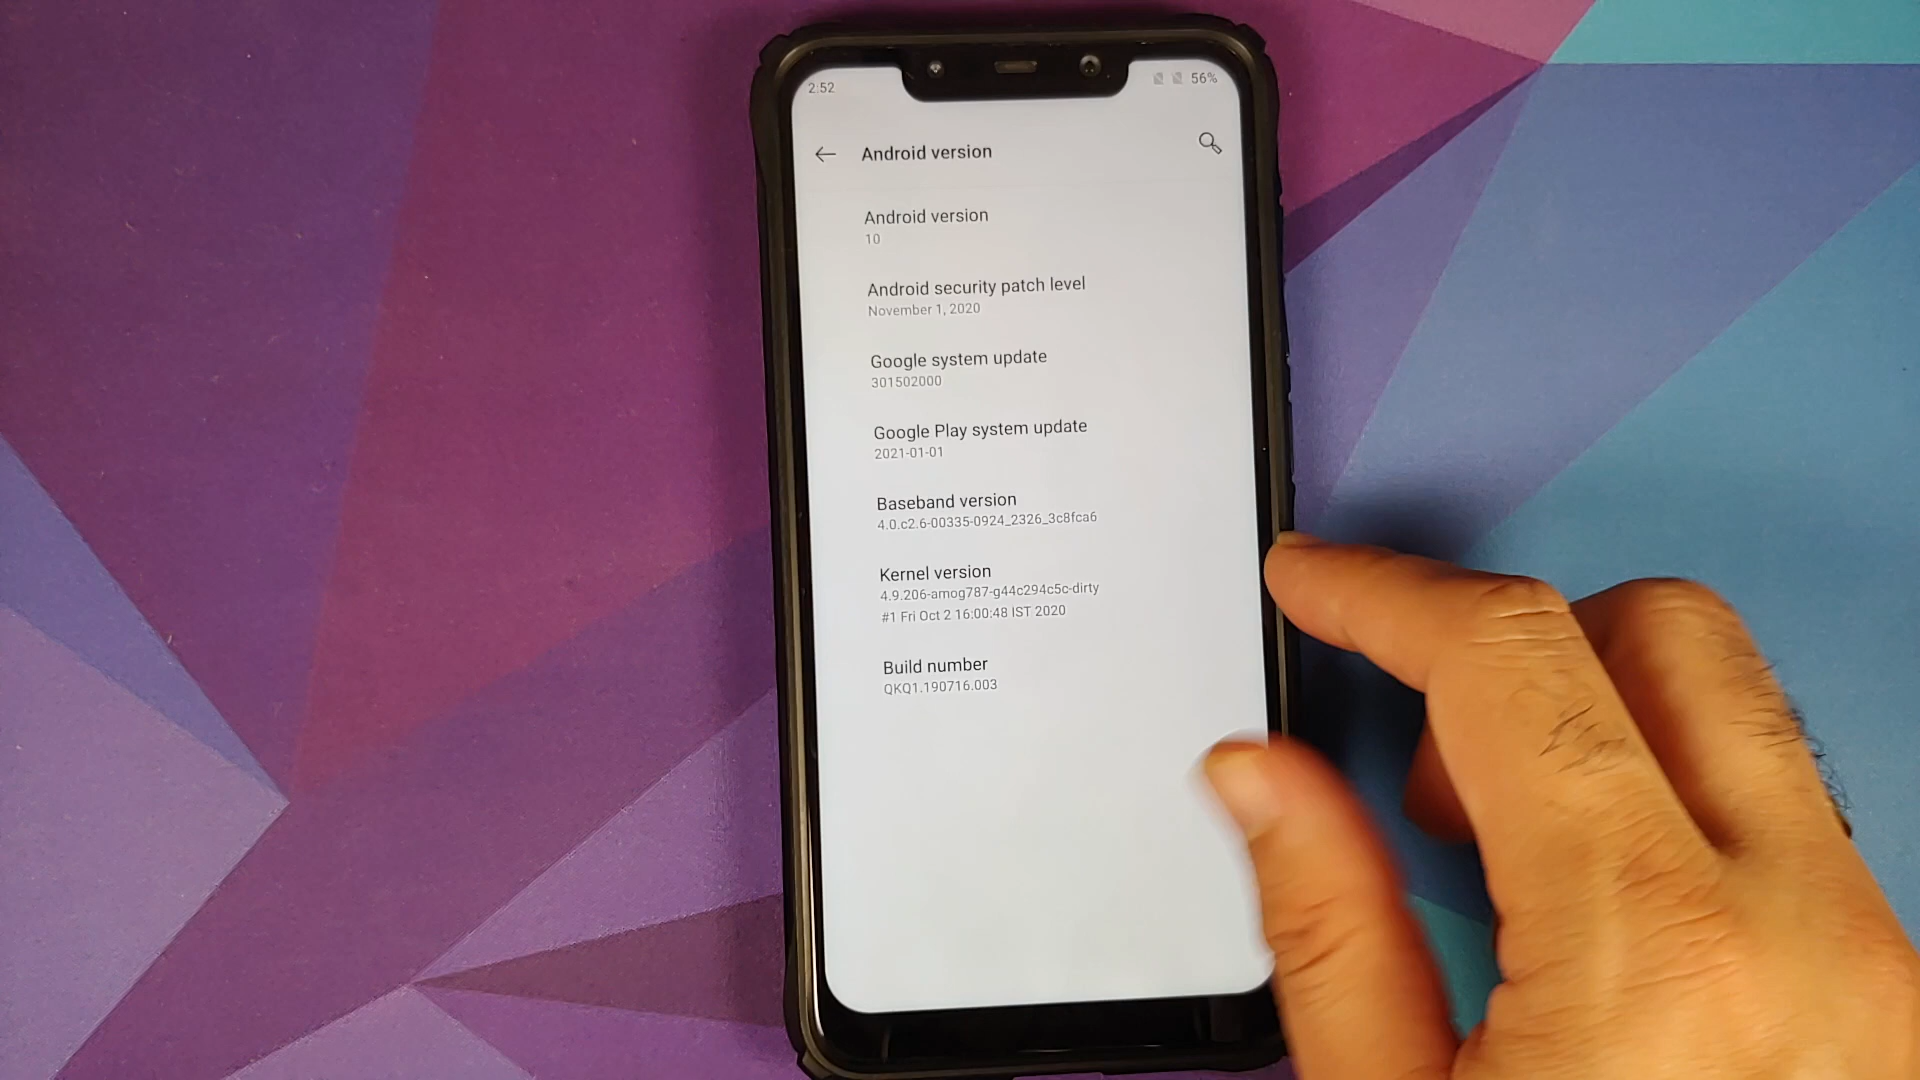 2:52
56%
Android version
Android version
10
Android security patch level
November 1, 2020
Google system update
301502000
Google Play system update
2021-01-01
Baseband version
4.0.c2.6-00335-0924_2326_3c8fca6
Kernel version
4.9.206-amog787-g44c294c5c-dirty
#1 Fri Oct 2 16:00:48 IST 2020
Build number
QKQ1.190716.003